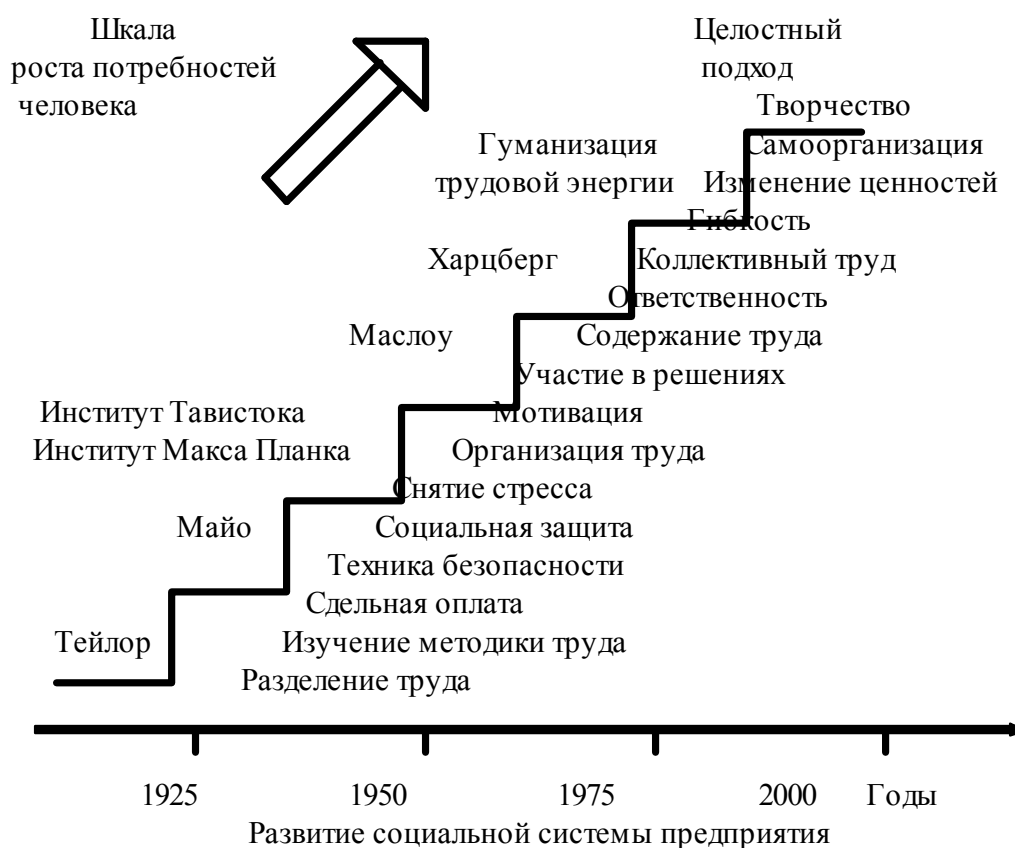 Шкала
роста потребностей
человека
Целостный
подход
Творчество
Гуманизация
трудовой энергии
Самоорганизация
Изменение ценностей
Гибкость
Харцберг
Коллективный труд
Ответственность
Маслоу
Содержание труда
Участие в решениях
Институт Тавистока
Институт Макса Планка
Мотивация
Организация труда
Снятие стресса
Майо
Социальная защита
Техника безопасности
Сдельная оплата
Тейлор
Изучение методики труда
Разделение труда
1925 1950 1975 2000 Годы
Развитие социальной системы предприятия